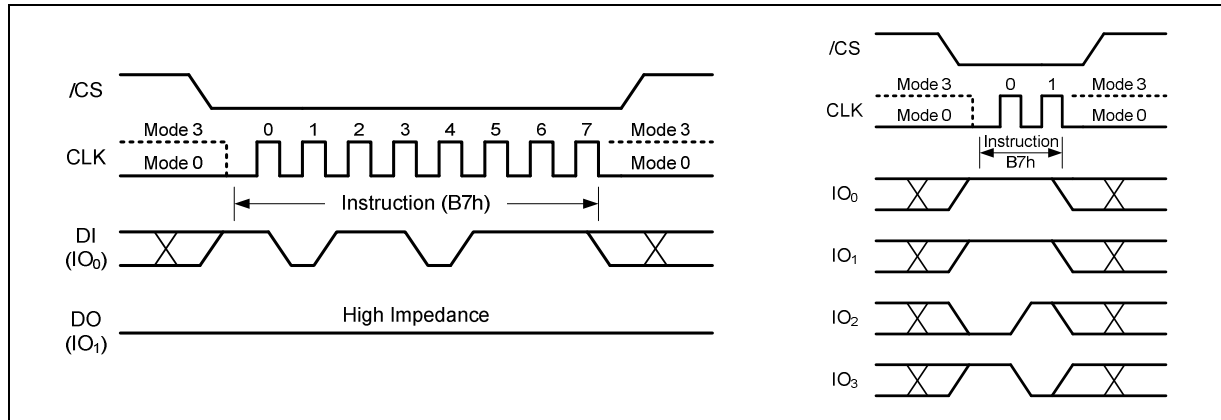 /CS
Mode 3 0 1 2 3 4 5 6 7 Mode 3
CLK Mode 0 Mode 0
Instruction (B7h)
DI
(IO0)
DO High Impedance
(IO1)
/CS
Mode 3 0 1 Mode 3
CLK Mode 0 Mode 0
Instruction
B7h
IO0
IO1
IO2
IO3